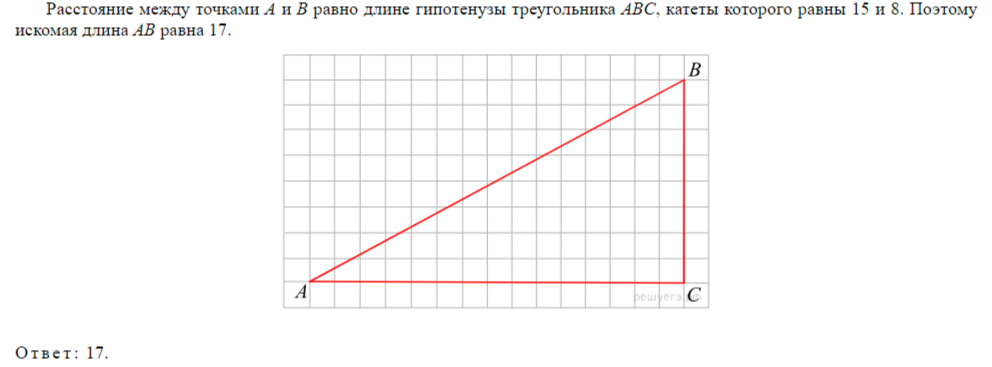 Расстояние между точками A и B равно длине гипотенузы треугольника ABC, катеты которого равны 15 и 8. Поэтому
искомая длина AB равна 17.
B
A
решуегэ.рф
C
Ответ: 17.